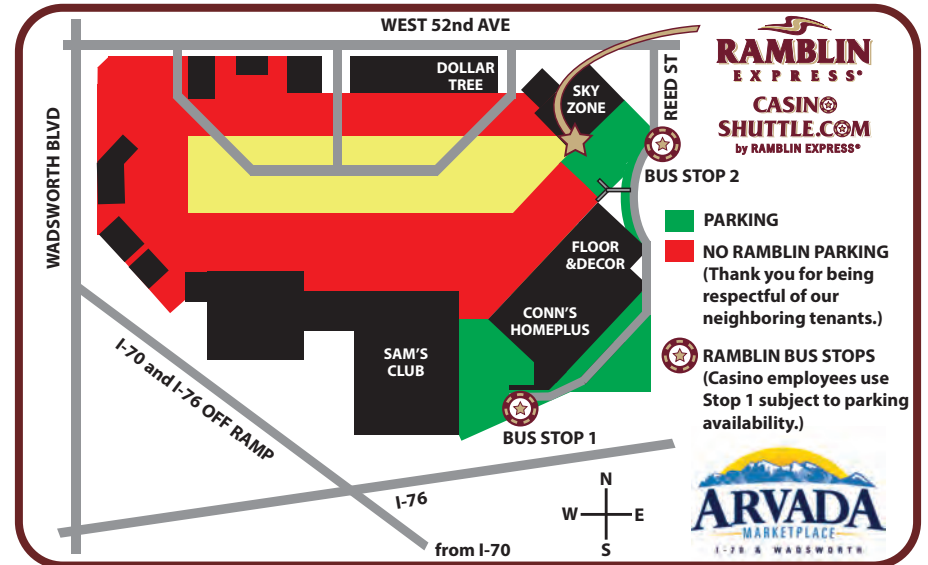 WEST 52nd AVE
RAMBLIN
EXPRESS®
CASINO
SHUTTLE.COM
by RAMBLIN EXPRESS®
DOLLAR
TREE
SKY
ZONE
REED ST
WADSWORTH BLVD
BUS STOP 2
PARKING
NO RAMBLIN PARKING
(Thank you for being
respectful of our
neighboring tenants.)
FLOOR
&DECOR
CONN'S
HOMEPLUS
SAM'S
CLUB
RAMBLIN BUS STOPS
(Casino employees use
Stop 1 subject to parking
availability.)
I-70 and I-76 OFF RAMP
BUS STOP 1
I-76
from I-70
N
W E
S
ARVADA
MARKETPLACE
I-70 & WADSWORTH